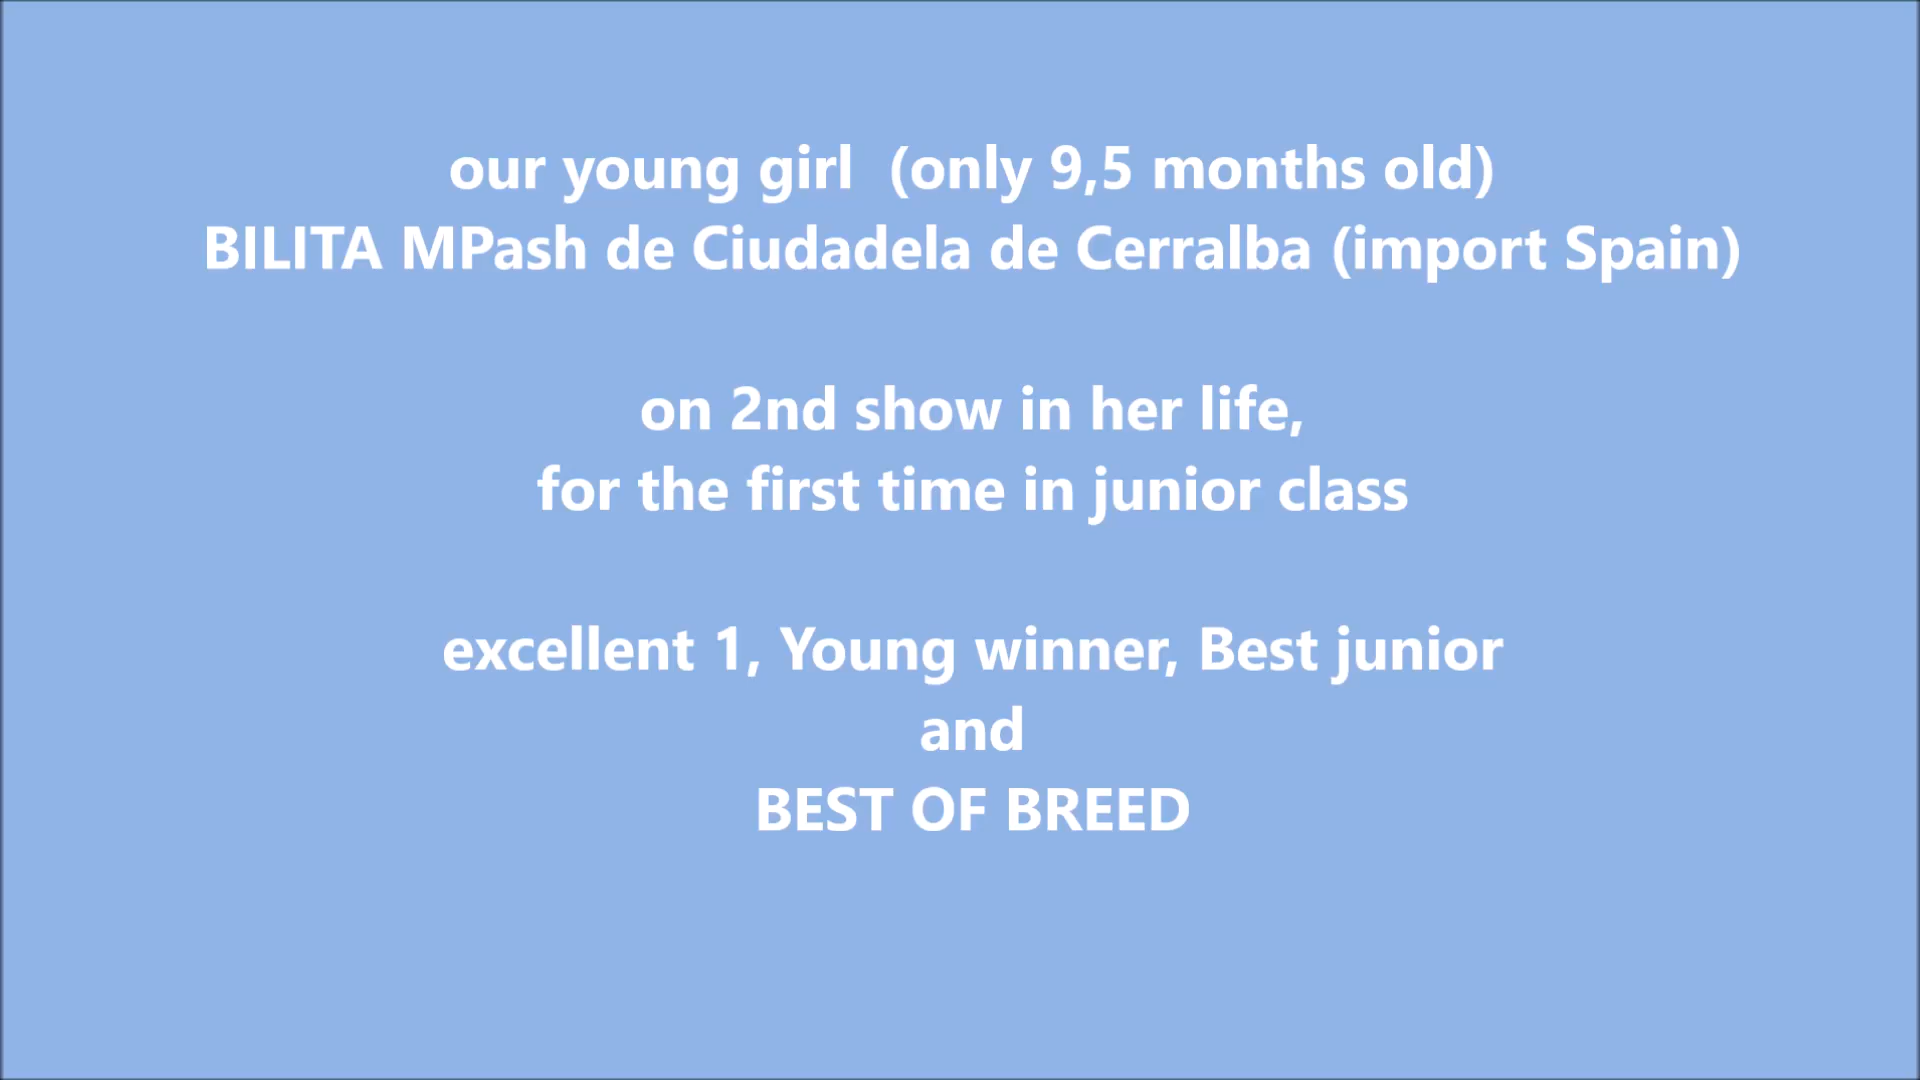 our young girl  (only 9,5 months old)
BILITA MPash de Ciudadela de Cerralba (import Spain)
on 2nd show in her life,
for the first time in junior class
excellent 1, Young winner, Best junior
and
BEST OF BREED